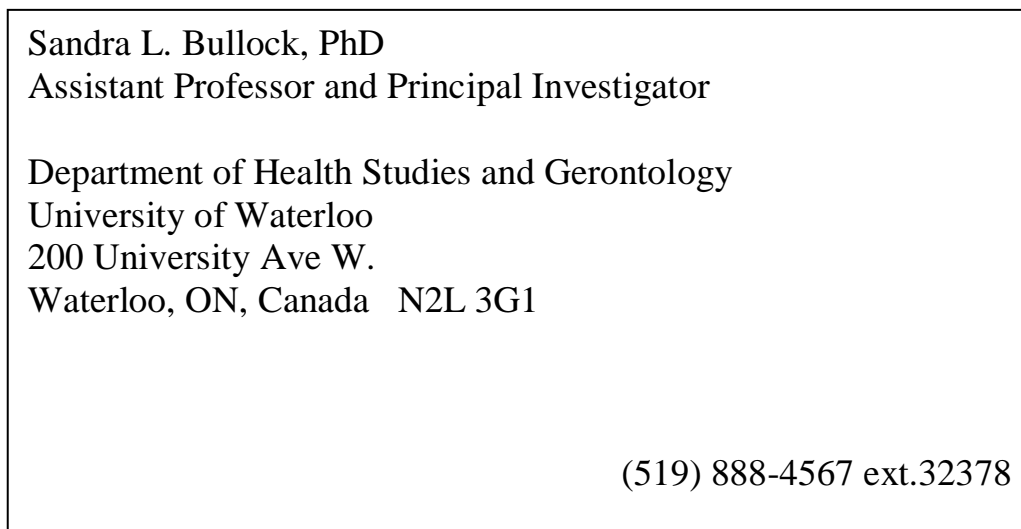 Sandra L. Bullock, PhD
Assistant Professor and Principal Investigator
Department of Health Studies and Gerontology
University of Waterloo
200 University Ave W.
Waterloo, ON, Canada   N2L 3G1
(519) 888-4567 ext.32378